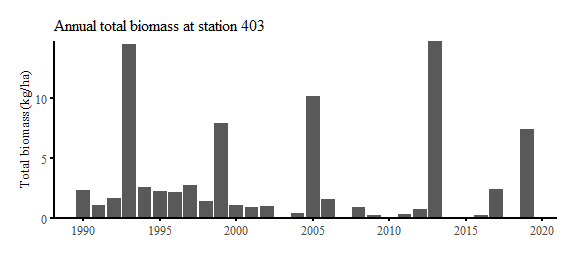 Annual total biomass at station 403
Total biomass (kg/ha)
10
5
0
1990 1995 2000 2005 2010 2015 2020